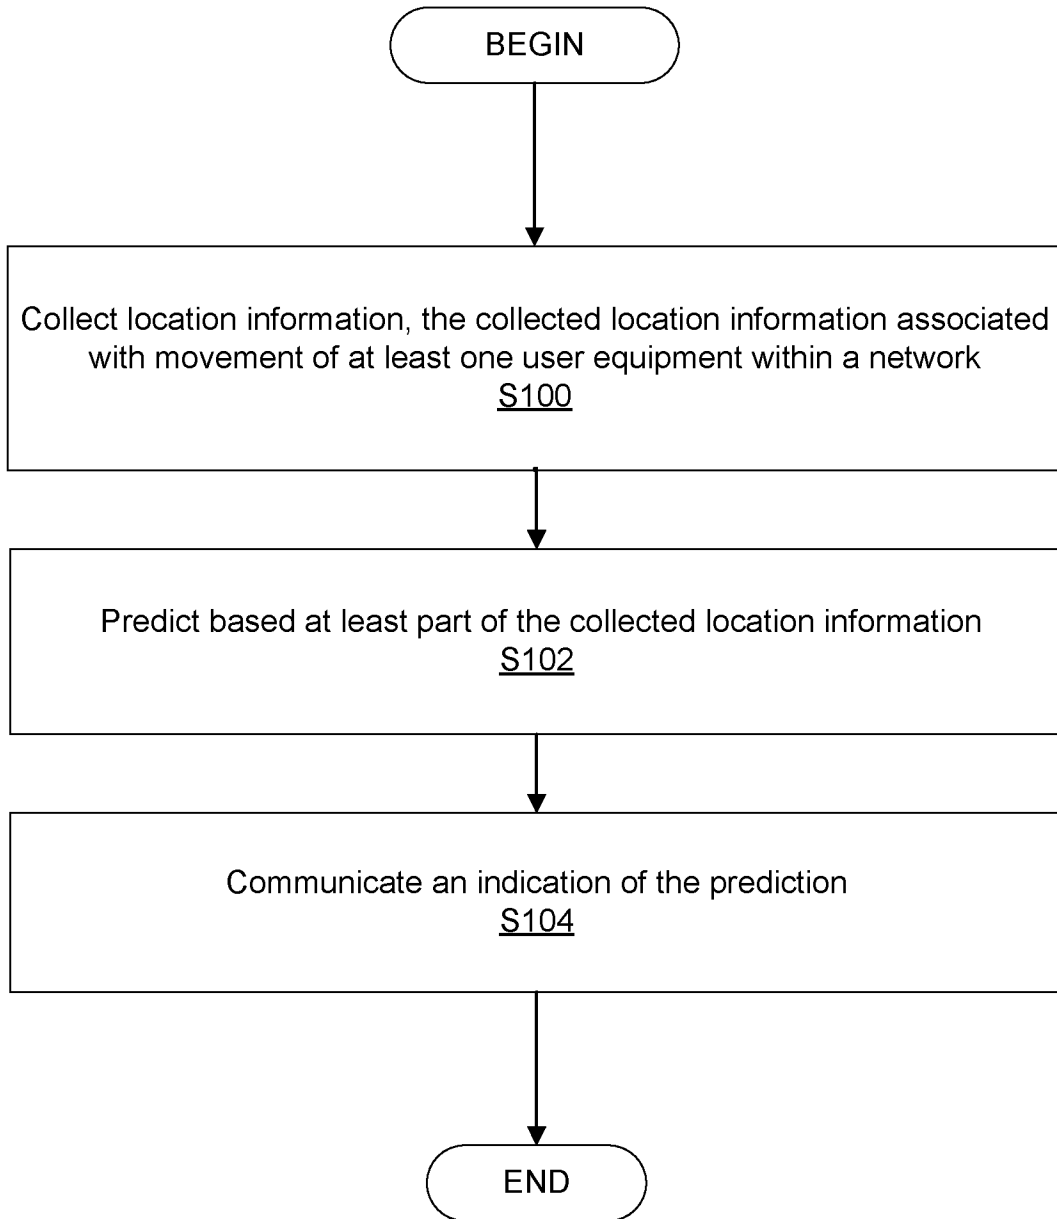 BEGIN
Collect location information, the collected location information associated
with movement of at least one user equipment within a network
S100
Predict based at least part of the collected location information
S102
Communicate an indication of the prediction
S104
END